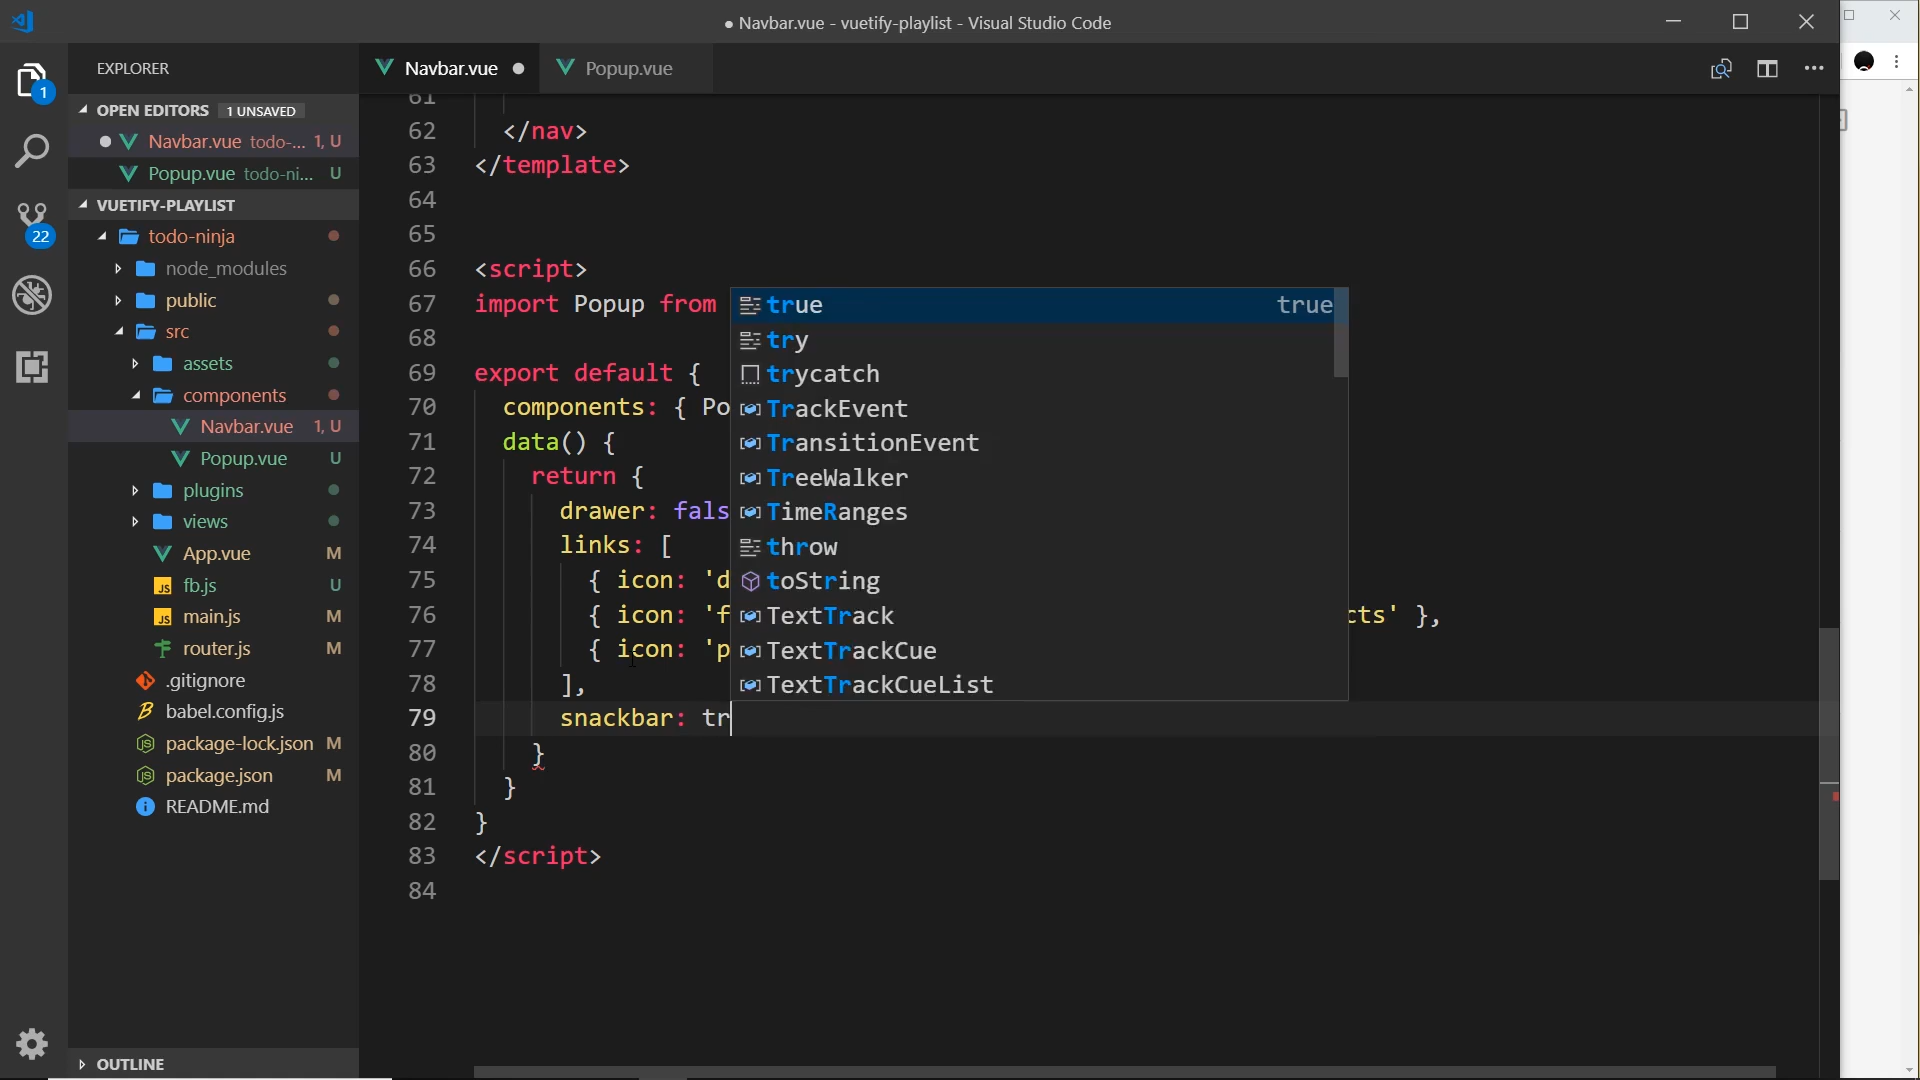 ● Navbar.vue - vuetify-playlist - Visual Studio Code
EXPLORER
Navbar.vue
Popup.vue
OPEN EDITORS 1 UNSAVED
Navbar.vue todo-... 1, U
Popup.vue todo-ni... U
VUETIFY-PLAYLIST
todo-ninja
node_modules
public
src
assets
components
Navbar.vue 1, U
Popup.vue U
plugins
views
App.vue M
fb.js U
main.js M
router.js M
.gitignore
babel.config.js
package-lock.json M
package.json M
README.md
OUTLINE
1
22
61
62 </nav>
63 </template>
64
65
66 <script>
67 import Popup from
68
69 export default {
70 components: { Po
71 data() {
72 return {
73 drawer: fals
74 links: [
75 { icon: 'd
76 { icon: 'f cts' },
77 { icon: 'p
78 ],
79 snackbar: tr
80 }
81 }
82 }
83 </script>
84
true true
try
trycatch
TrackEvent
TransitionEvent
TreeWalker
TimeRanges
throw
toString
TextTrack
TextTrackCue
TextTrackCueList